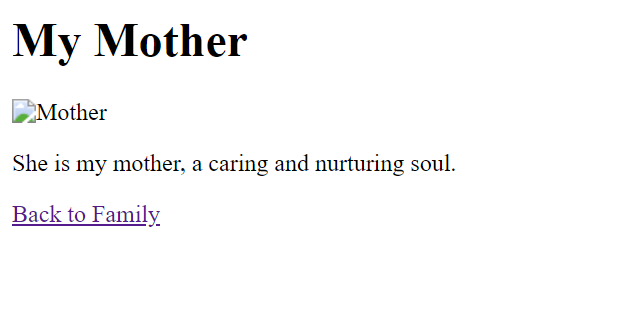 My Mother
Mother
She is my mother, a caring and nurturing soul.
Back to Family